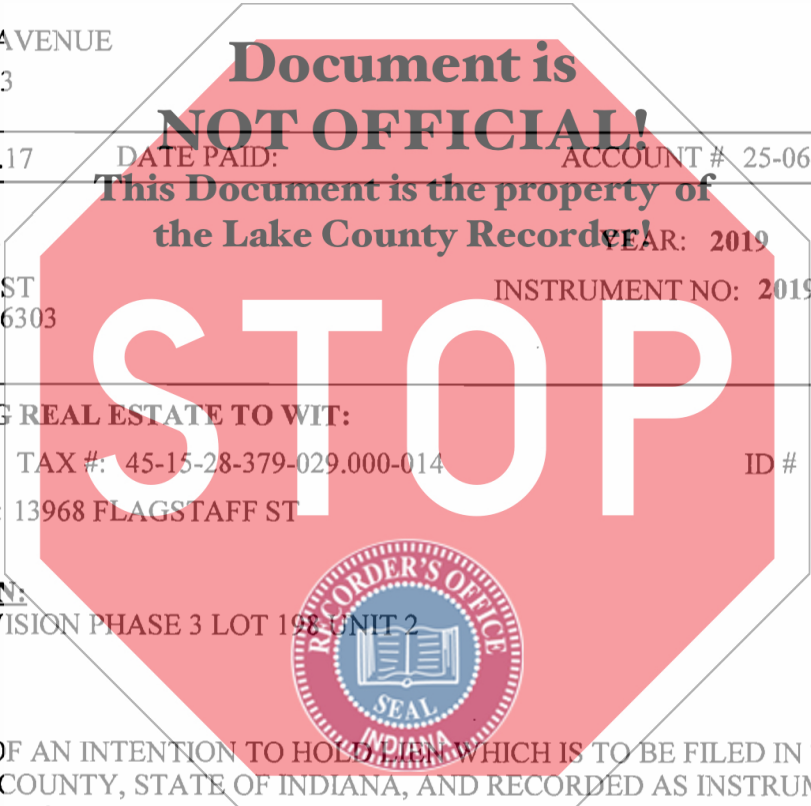 AVENUE
3
Document is
NOT OFFICIAL!
.17 DATE PAID: ACCOUNT # 25-06
This Document is the property of
the Lake County Recorder!
YEAR: 2019
ST INSTRUMENT NO: 2019
6303
STOP
G REAL ESTATE TO WIT:
TAX #: 45-15-28-379-029.000-014 ID #
: 13968 FLAGSTAFF ST
N:
VISION PHASE 3 LOT 198 UNIT 2
RECORDER'S OFFICE
SEAL
INDIANA
OF AN INTENTION TO HOLD LIEN WHICH IS TO BE FILED IN
COUNTY, STATE OF INDIANA, AND RECORDED AS INSTRUM